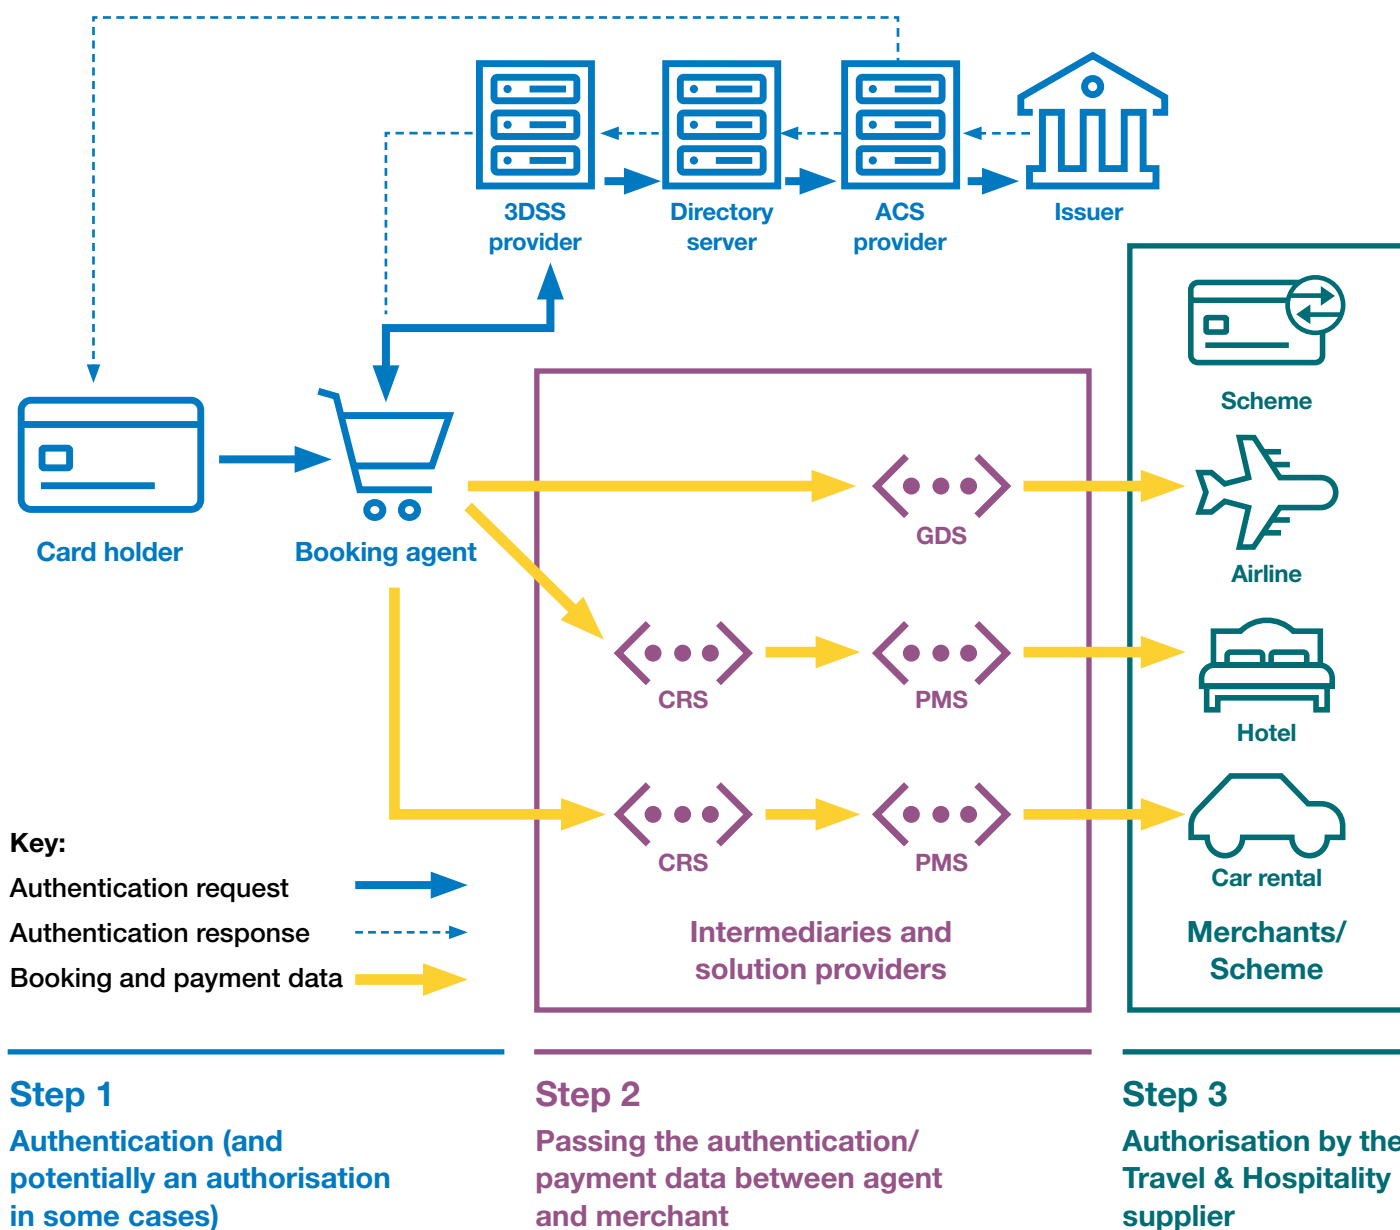 3DSS
provider
Directory
server
ACS
provider
Issuer
Scheme
Card holder
Booking agent
GDS
Airline
CRS
PMS
Hotel
CRS
PMS
Car rental
Key:
Authentication request
Authentication response
Booking and payment data
Intermediaries and
solution providers
Merchants/
Scheme
Step 1
Authentication (and
potentially an authorisation
in some cases)
Step 2
Passing the authentication/
payment data between agent
and merchant
Step 3
Authorisation by the
Travel & Hospitality
supplier